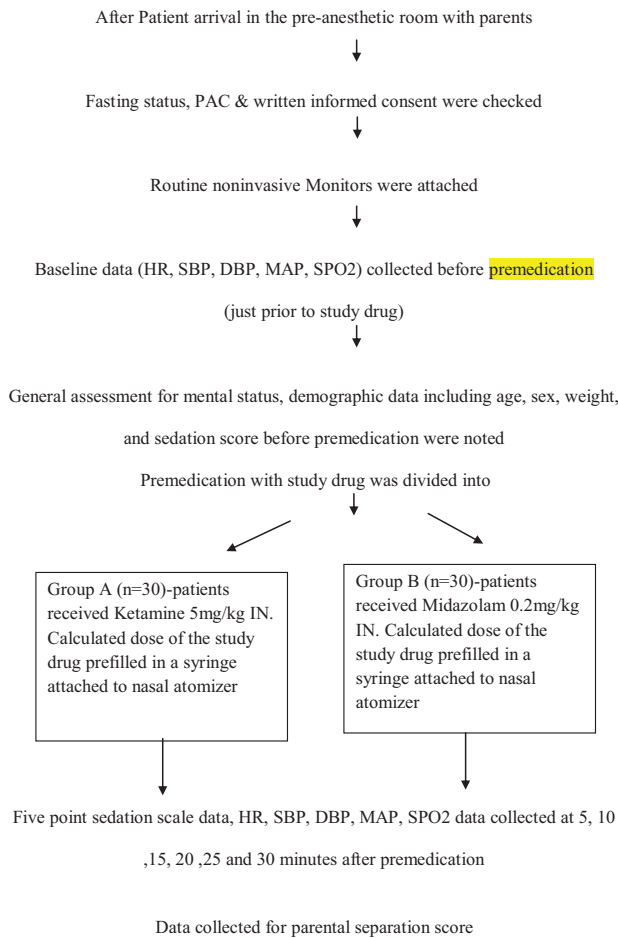 After Patient arrival in the pre-anesthetic room with parents
Fasting status, PAC & written informed consent were checked
Routine noninvasive Monitors were attached
Baseline data (HR, SBP, DBP, MAP, SPO2) collected before premedication
(just prior to study drug)
General assessment for mental status, demographic data including age, sex, weight,
and sedation score before premedication were noted
Premedication with study drug was divided into
Group A (n=30)-patients
received Ketamine 5mg/kg IN.
Calculated dose of the study
drug prefilled in a syringe
attached to nasal atomizer
Group B (n=30)-patients
received Midazolam 0.2mg/kg
IN. Calculated dose of the
study drug prefilled in a
syringe attached to nasal
atomizer
Five point sedation scale data, HR, SBP, DBP, MAP, SPO2 data collected at 5, 10
,15, 20 ,25 and 30 minutes after premedication
Data collected for parental separation score